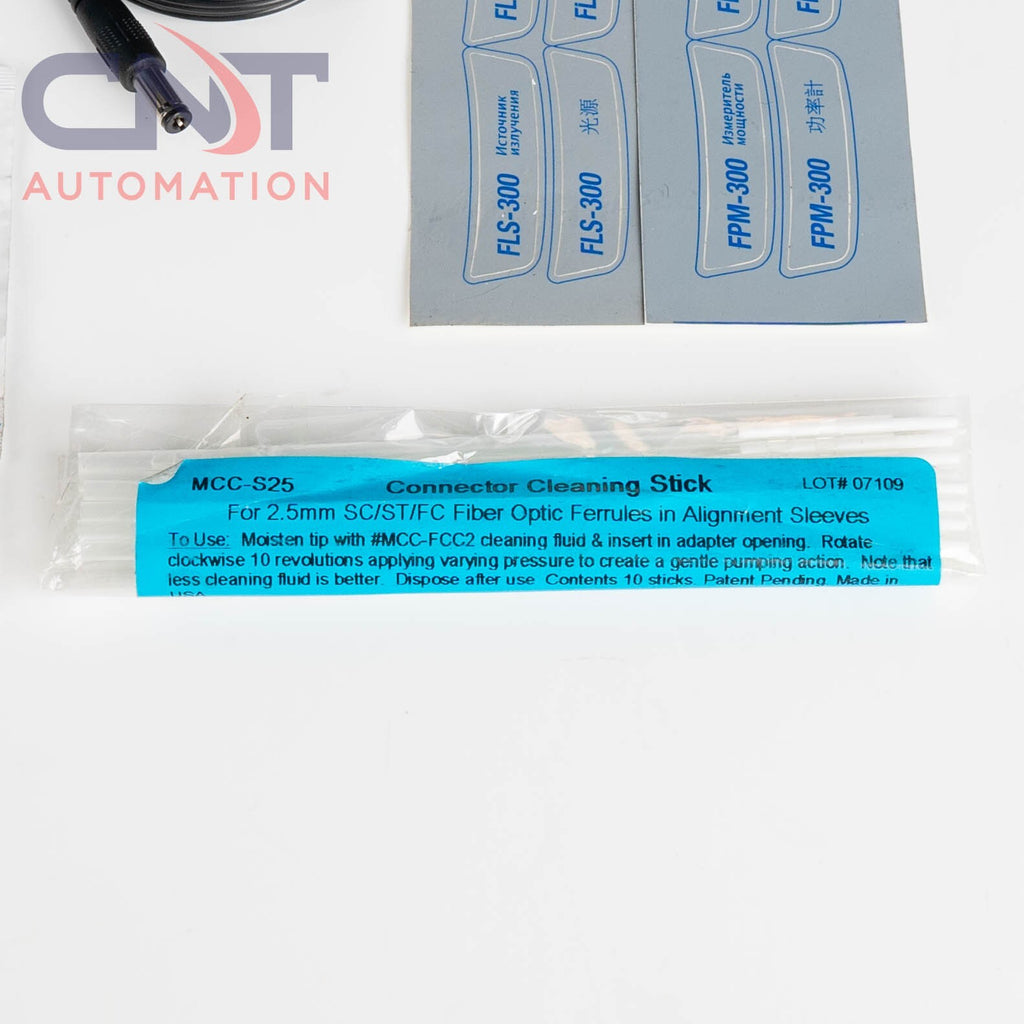 CNT
AUTOMATION
FLS-300 Источник
излучения
FLS-300 光源
FPM-300 Измеритель
мощности
FPM-300 功率計
MCC-S25 Connector Cleaning Stick LOT# 07109
For 2.5mm SC/ST/FC Fiber Optic Ferrules in Alignment Sleeves
To Use: Moisten tip with #MCC-FCC2 cleaning fluid & insert in adapter opening. Rotate
clockwise 10 revolutions applying varying pressure to create a gentle pumping action. Note that
less cleaning fluid is better. Dispose after use. Contents 10 sticks. Patent Pending. Made in
USA